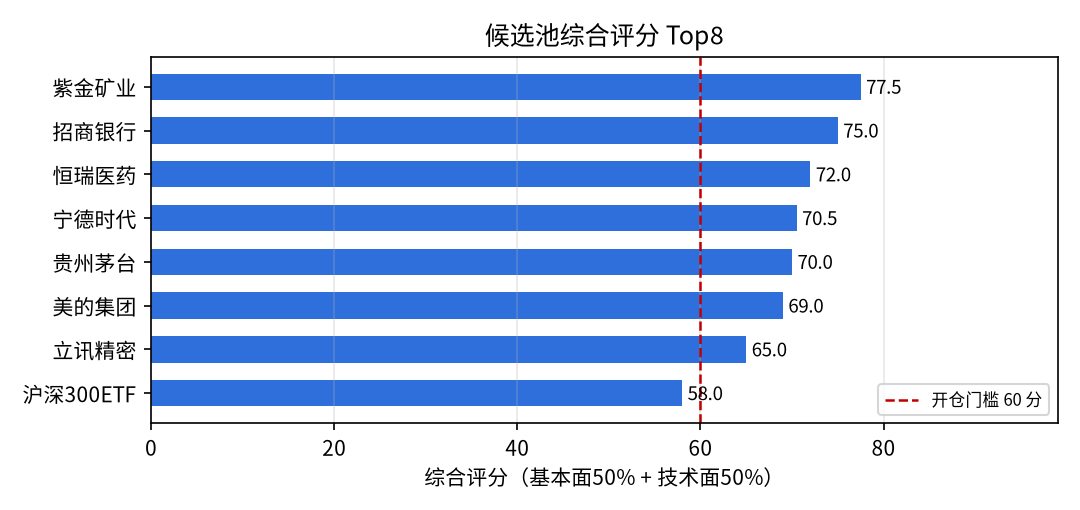 候选池综合评分 Top8
紫金矿业 77.5
招商银行 75.0
恒瑞医药 72.0
宁德时代 70.5
贵州茅台 70.0
美的集团 69.0
立讯精密 65.0
沪深300ETF 58.0
开仓门槛 60 分
0 20 40 60 80
综合评分（基本面50% + 技术面50%）